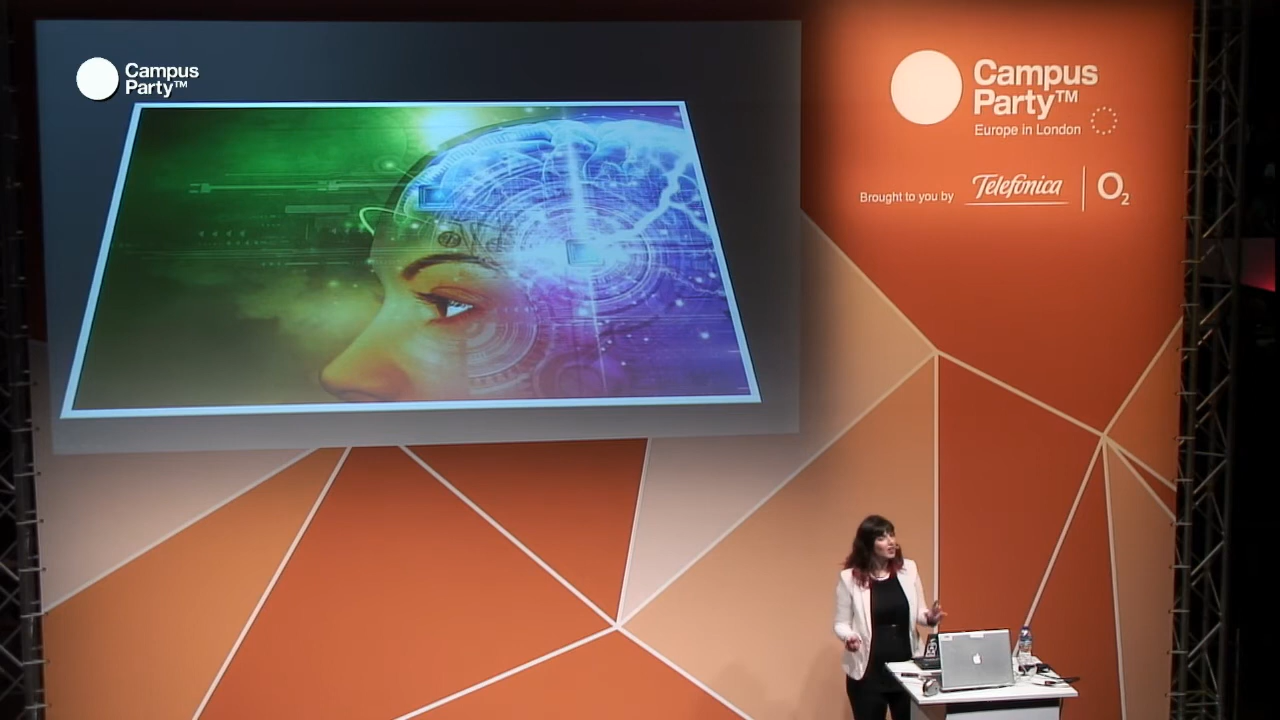 Campus
Party™
Campus
Party™
Europe in London
Brought to you by
Telefónica
O2